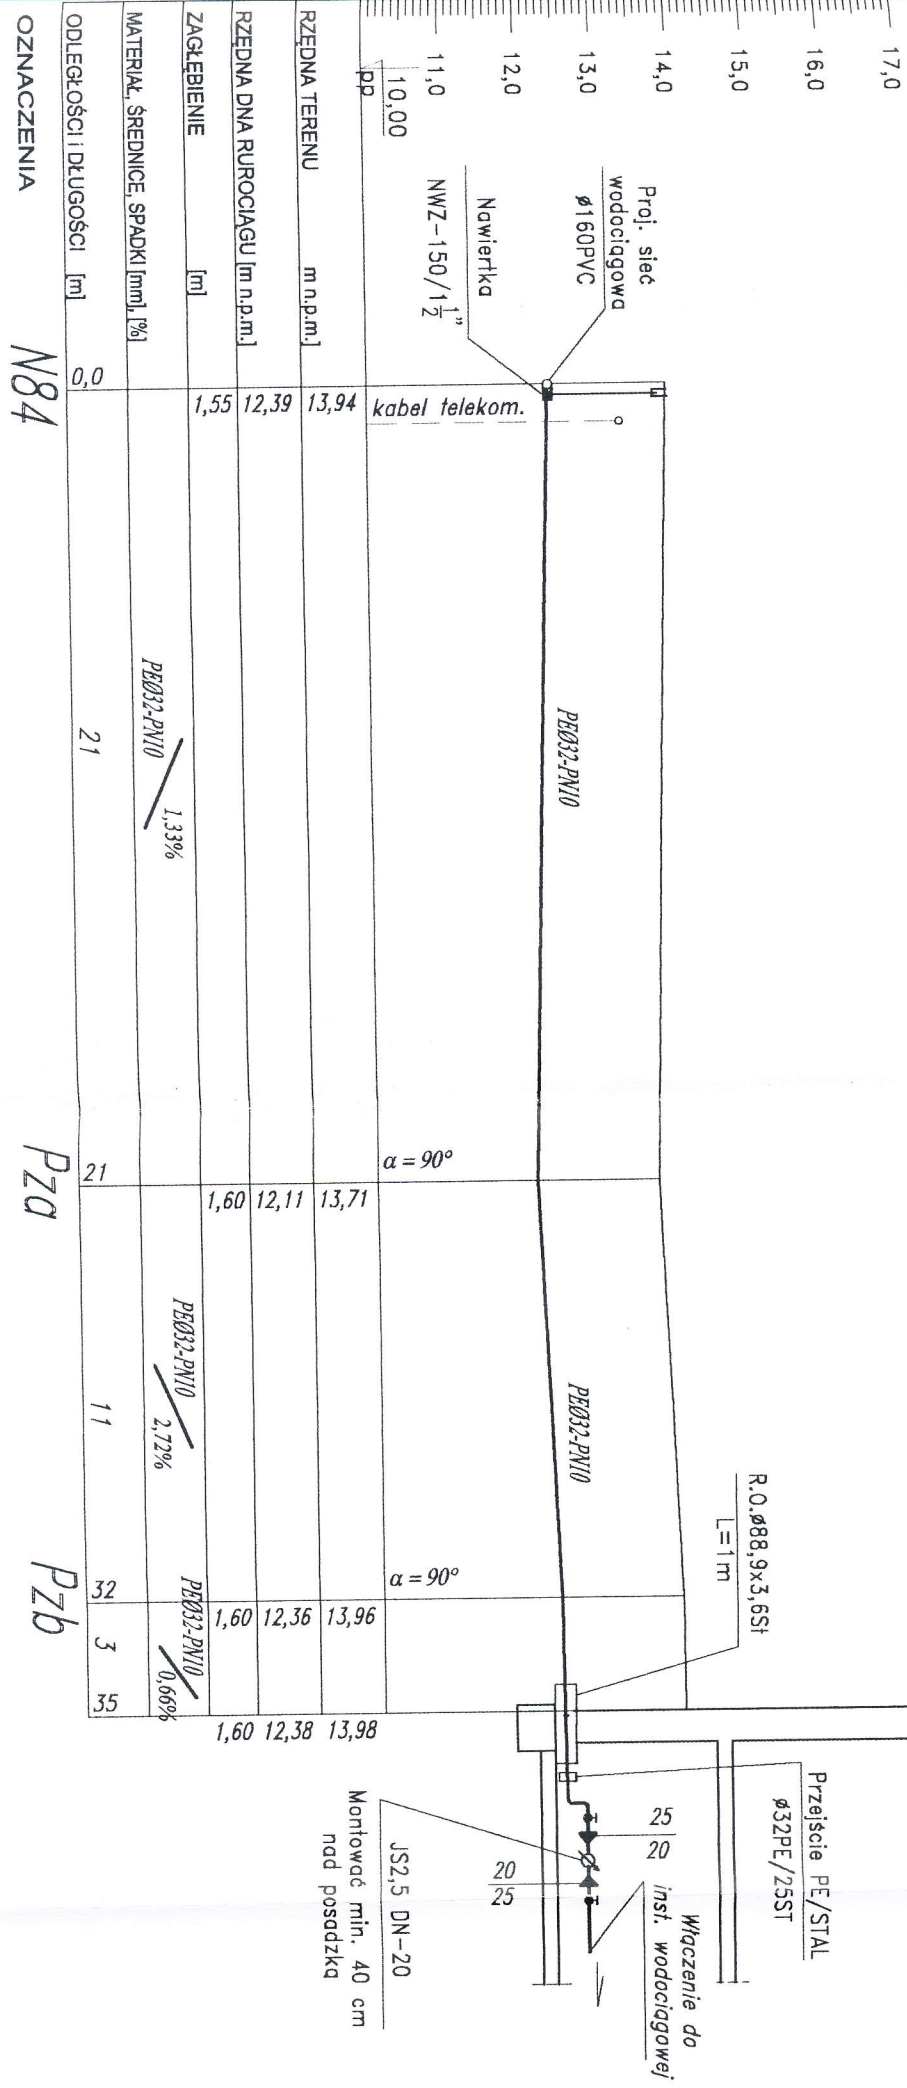 17,0
16,0
15,0
14,0
13,0
12,0
11,0
10,00
pp
Proj. sieć
wodociągowa
ø160PVC
Nawiertka
NWZ-150/1 1/2"
kabel telekom.
PEØ32-PN10
PEØ32-PN10
α = 90°
α = 90°
R.O.ø88,9x3,6St
L=1m
Przejście PE/STAL
ø32PE/25ST
Włączenie do
inst. wodociągowej
25
20
20
25
JS2,5 DN-20
Montować min. 40 cm
nad posadzką
RZĘDNA TERENU m n.p.m.] 13,94 13,71 13,96 13,98
RZĘDNA DNA RUROCIĄGU [m n.p.m.] 12,39 12,11 12,36 12,38
ZAGŁĘBIENIE [m] 1,55 1,60 1,60 1,60
MATERIAŁ, ŚREDNICE, SPADKI [mm], [%] PEØ32-PN10 1,33% PEØ32-PN10 2,72% PEØ32-PN10 0,66%
ODLEGŁOŚCI i DŁUGOŚCI [m] 0,0 21 21 11 32 3 35
OZNACZENIA N84 Pza Pzb